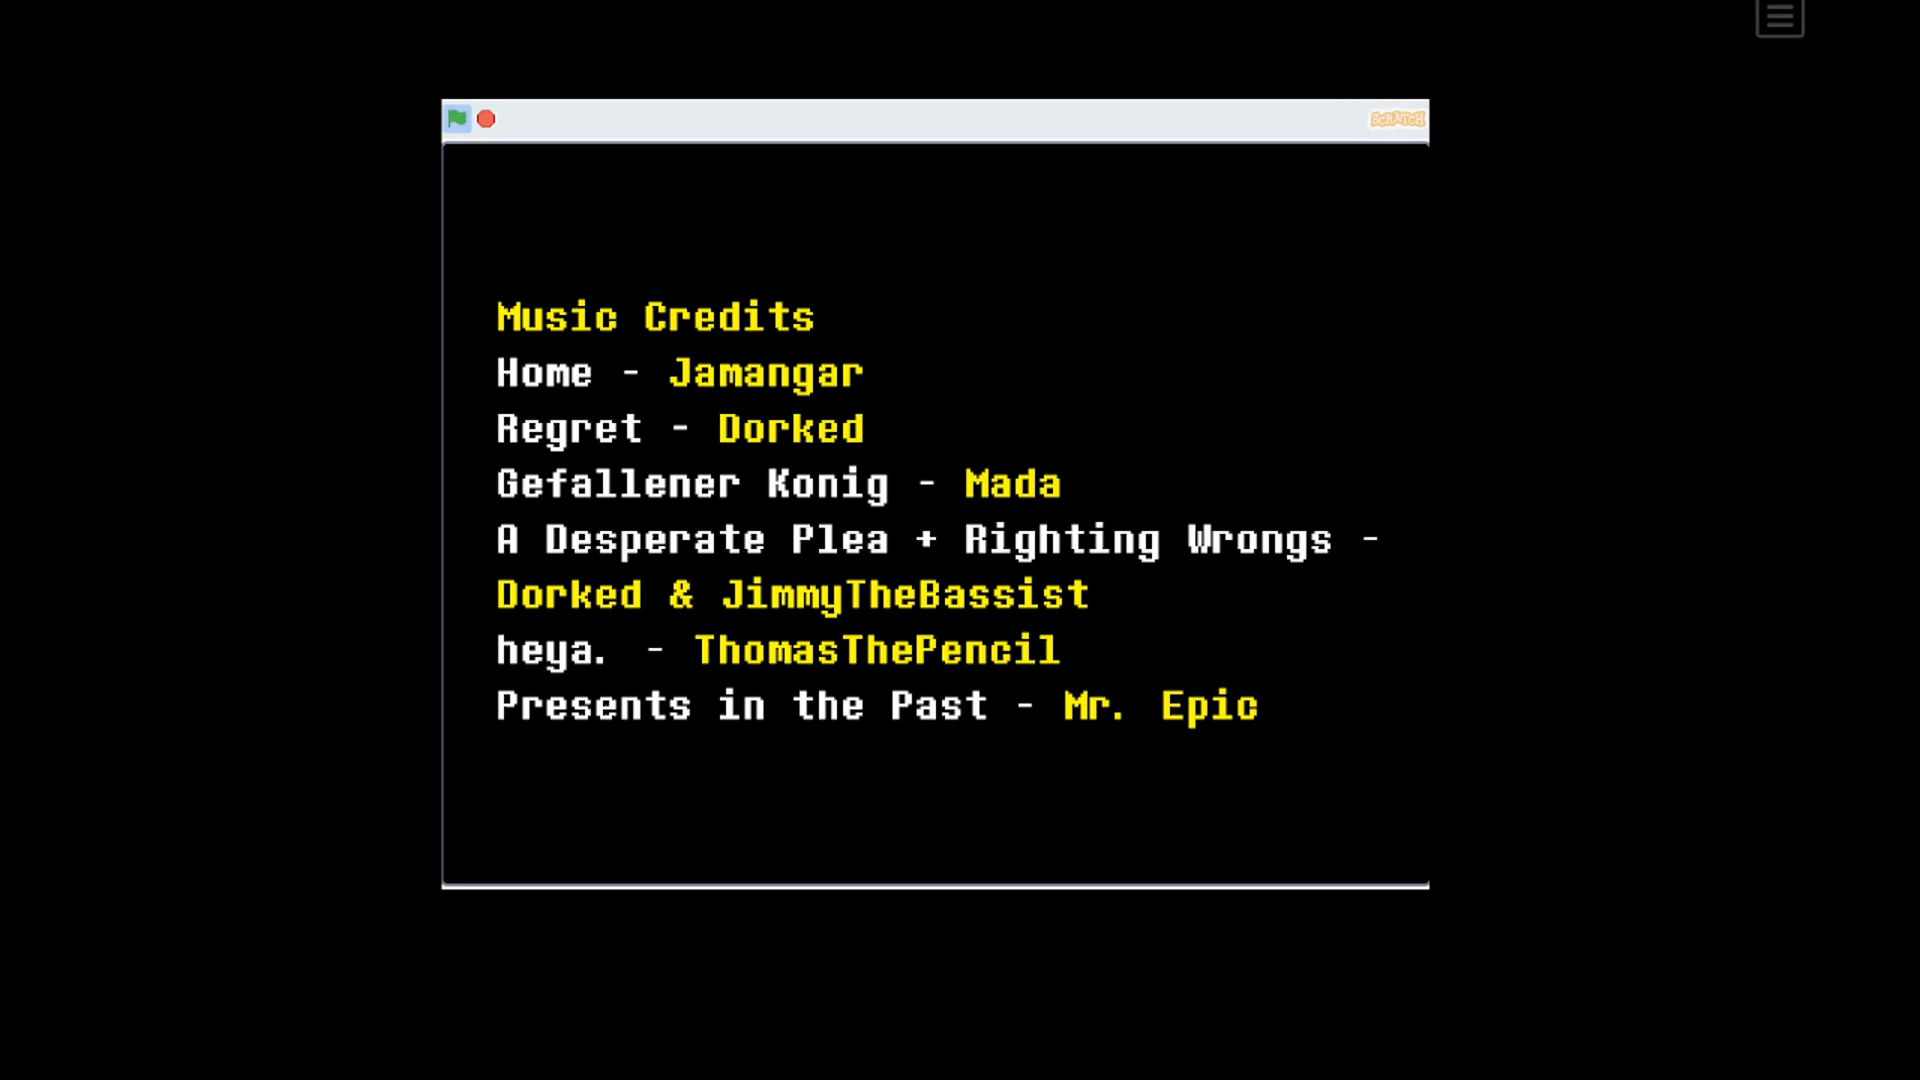 SCRATCH
Music Credits
Home - Jamangar
Regret - Dorked
Gefallener Konig - Mada
A Desperate Plea + Righting Wrongs -
Dorked & JimmyTheBassist
heya. - ThomasThePencil
Presents in the Past - Mr. Epic